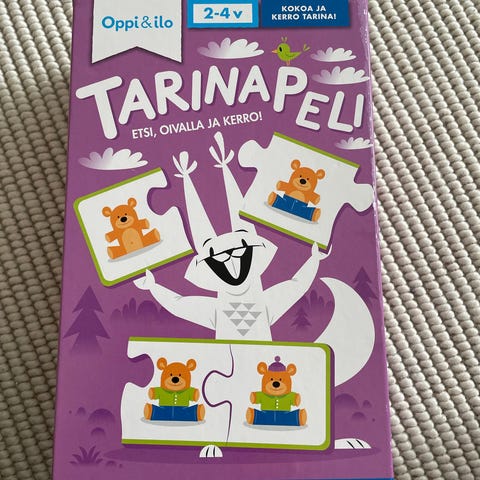 Oppi&ilo
2-4 v
KOKOA JA
KERRO TARINA!
TARINAPELI
ETSI, OIVALLA JA KERRO!